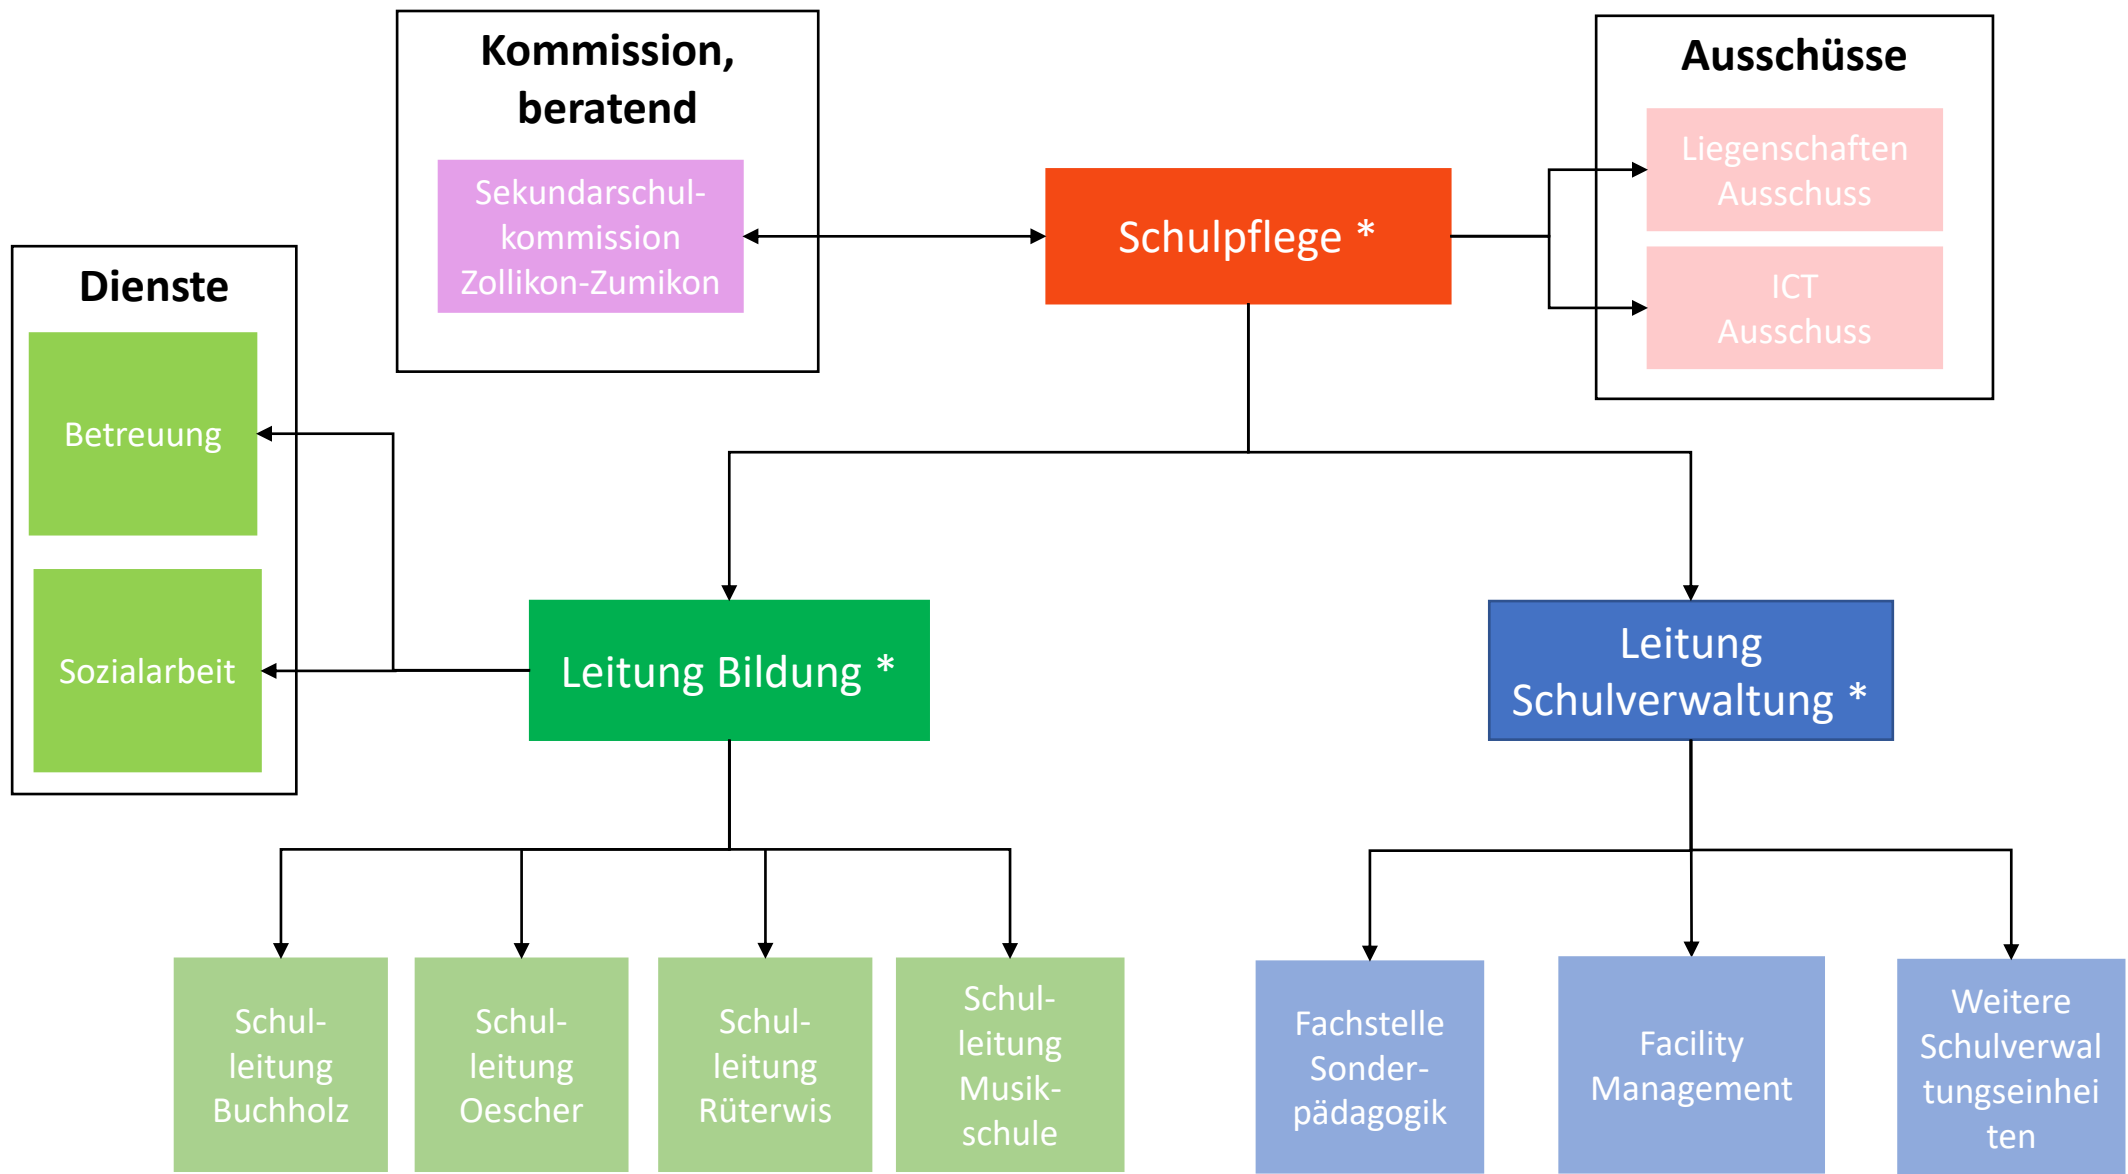 Kommission,
beratend
Sekundarschul-
kommission
Zollikon-Zumikon
Schulpflege *
Ausschüsse
Liegenschaften
Ausschuss
ICT
Ausschuss
Dienste
Betreuung
Sozialarbeit
Leitung Bildung *
Leitung
Schulverwaltung *
Schul-
leitung
Buchholz
Schul-
leitung
Oescher
Schul-
leitung
Rüterwis
Schul-
leitung
Musik-
schule
Fachstelle
Sonder-
pädagogik
Facility
Management
Weitere
Schulverwal
tungseinhei
ten